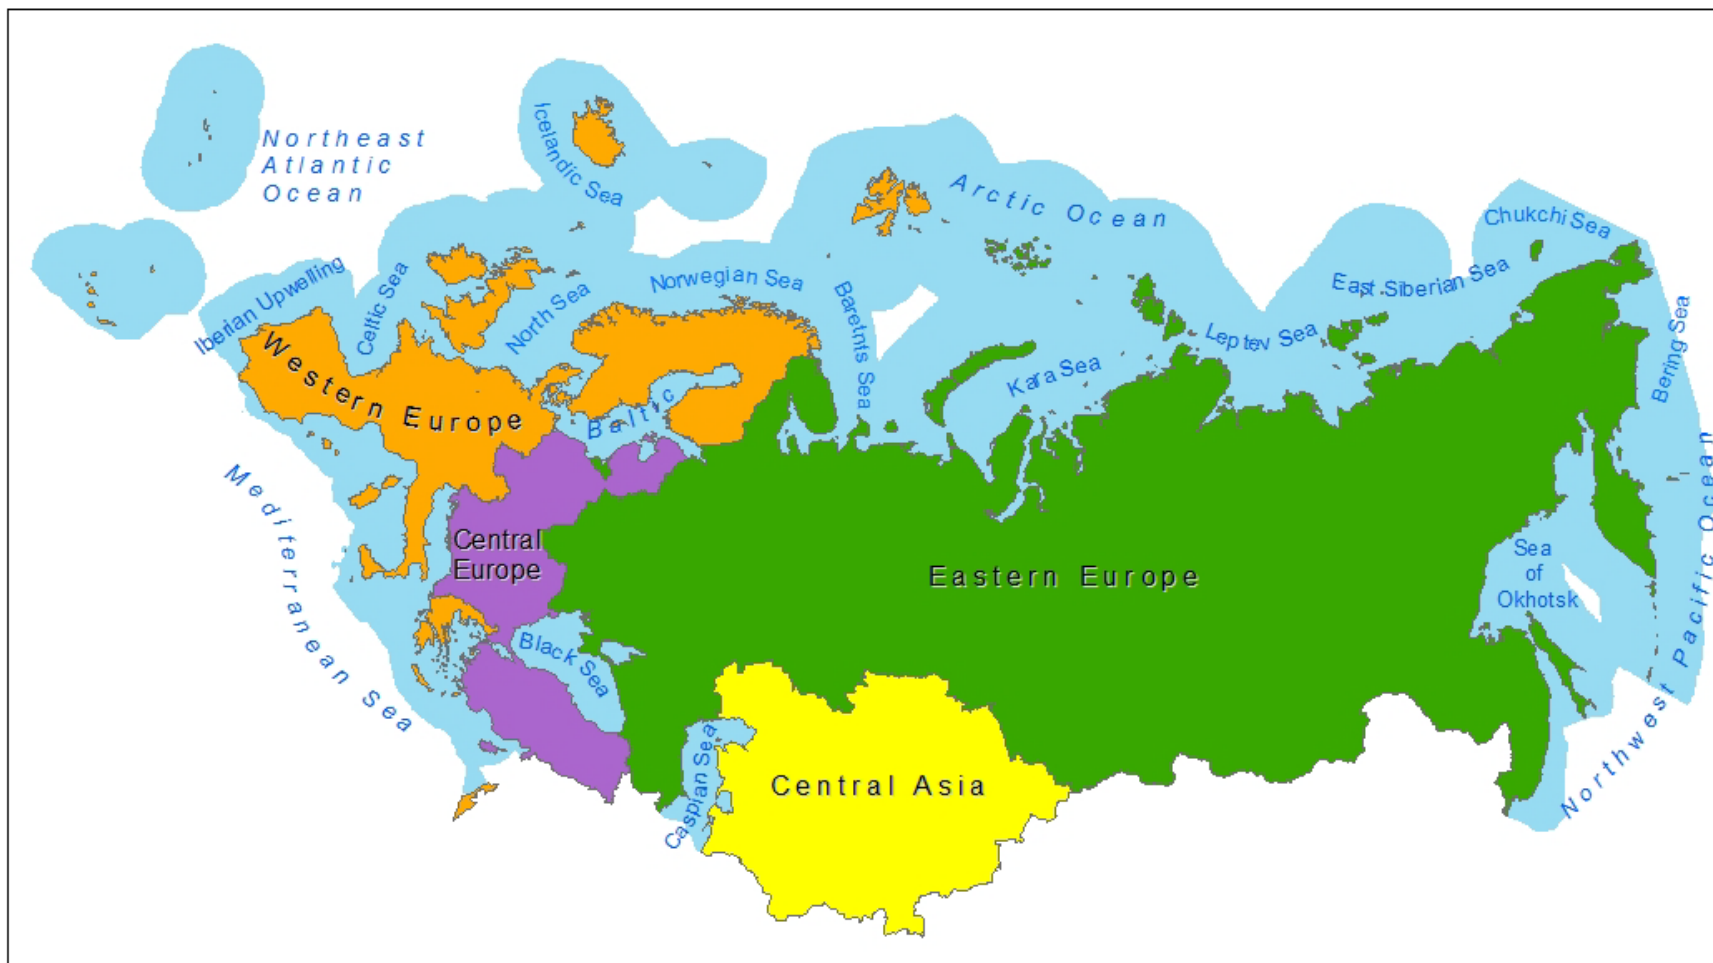 Northeast
Atlantic
Ocean
Icelandic Sea
Arctic Ocean
Chukchi Sea
Iberian Upwelling
Celtic Sea
North Sea
Norwegian Sea
Baretnts Sea
East Siberian Sea
Leptev Sea
Kara Sea
Bering Sea
Western Europe
Baltic
Mediterranean Sea
Central
Europe
Eastern Europe
Sea
of
Okhotsk
Northwest Pacific Ocean
Black Sea
Caspian Sea
Central Asia